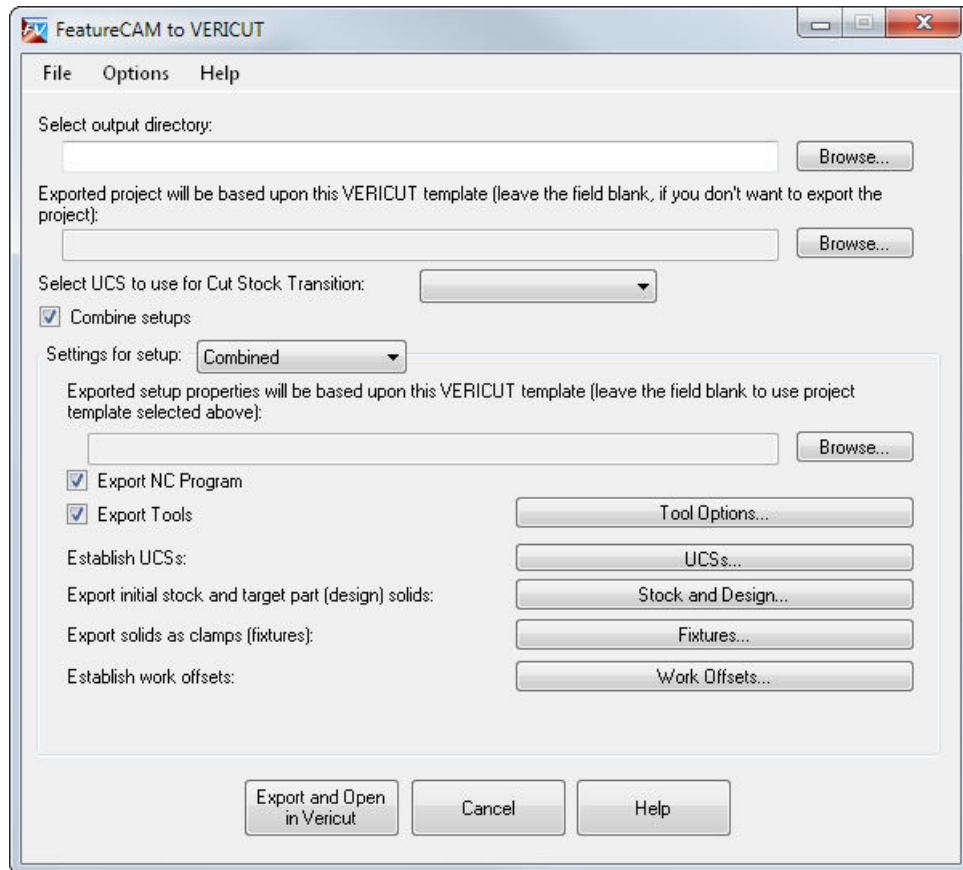 FeatureCAM to VERICUT
File Options Help
Select output directory:
Browse...
Exported project will be based upon this VERICUT template (leave the field blank, if you don't want to export the
project):
Browse...
Select UCS to use for Cut Stock Transition:
Combine setups
Settings for setup: Combined
Exported setup properties will be based upon this VERICUT template (leave the field blank to use project
template selected above):
Browse...
Export NC Program
Export Tools
Tool Options...
Establish UCSs:
UCSs...
Export initial stock and target part (design) solids:
Stock and Design...
Export solids as clamps (fixtures):
Fixtures...
Establish work offsets:
Work Offsets...
Export and Open
in Vericut
Cancel
Help